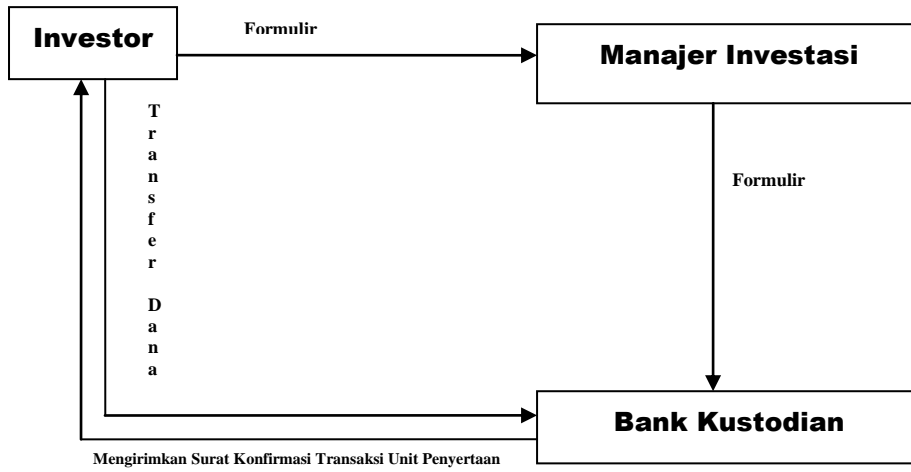 Investor
Formulir
Manajer Investasi
Transfer Dana
Formulir
Bank Kustodian
Mengirimkan Surat Konfirmasi Transaksi Unit Penyertaan